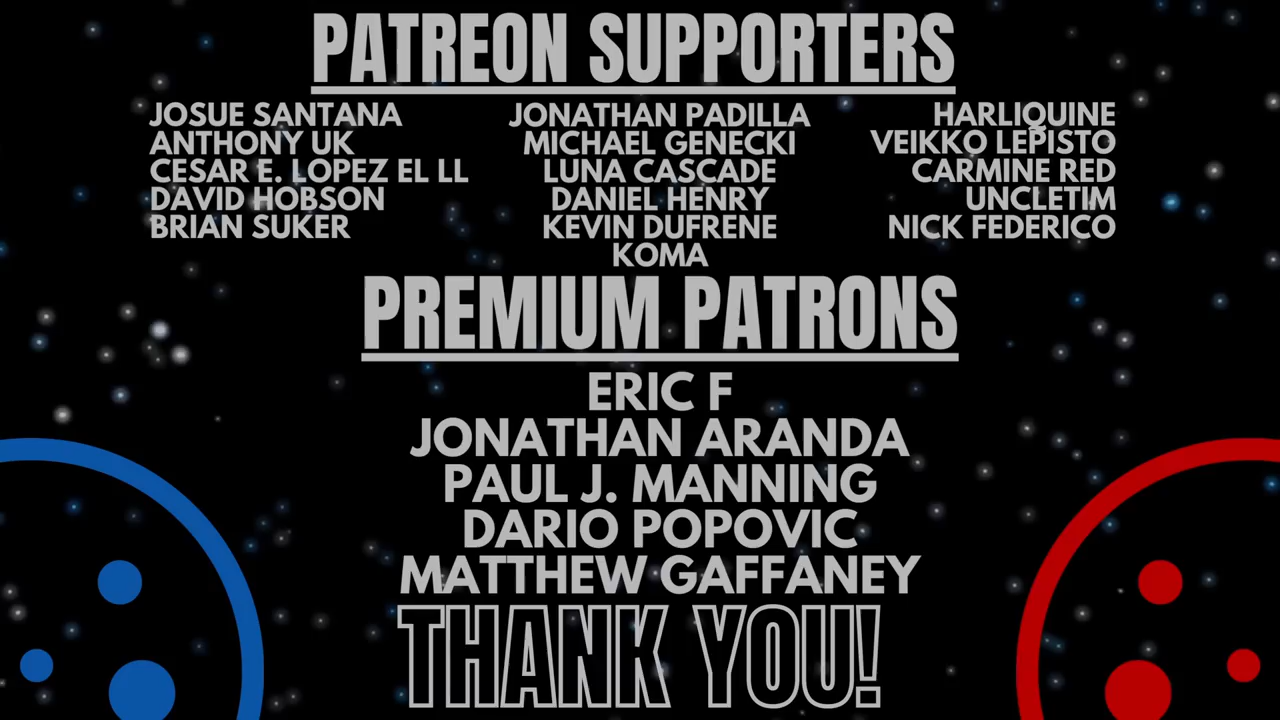 PATREON SUPPORTERS
JOSUE SANTANA
ANTHONY UK
CESAR E. LOPEZ EL LL
DAVID HOBSON
BRIAN SUKER
JONATHAN PADILLA
MICHAEL GENECKI
LUNA CASCADE
DANIEL HENRY
KEVIN DUFRENE
KOMA
HARLIQUINE
VEIKKO LEPISTO
CARMINE RED
UNCLETIM
NICK FEDERICO
PREMIUM PATRONS
ERIC F
JONATHAN ARANDA
PAUL J. MANNING
DARIO POPOVIC
MATTHEW GAFFANEY
THANK YOU!